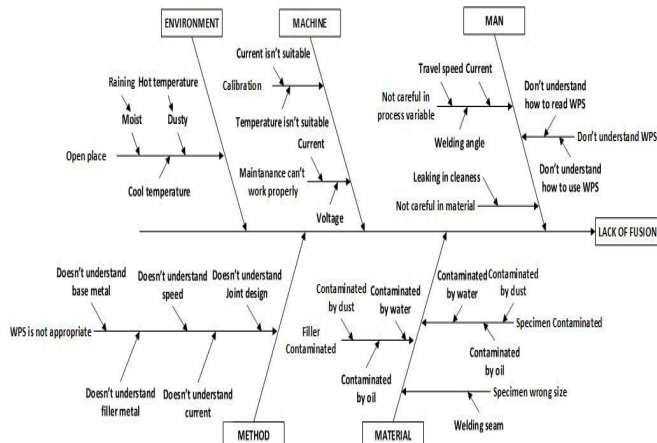 ENVIRONMENT
MACHINE
MAN
Raining
Hot temperature
Moist
Dusty
Open place
Cool temperature
Current isn't suitable
Calibration
Temperature isn't suitable
Current
Maintanance can't
work properly
Voltage
Travel speed
Current
Not careful in
process variable
Welding angle
Don't understand
how to read WPS
Don't understand WPS
Don't understand
how to use WPS
Leaking in cleaness
Not careful in material
LACK OF FUSION
Doesn't understand
base metal
Doesn't understand
speed
Doesn't understand
Joint design
WPS is not appropriate
Doesn't understand
filler metal
Doesn't understand
current
Contaminated
by dust
Contaminated
by water
Filler
Contaminated
Contaminated
by oil
Contaminated
by water
Contaminated
by dust
Specimen Contaminated
Contaminated
by oil
Specimen wrong size
Welding seam
METHOD
MATERIAL